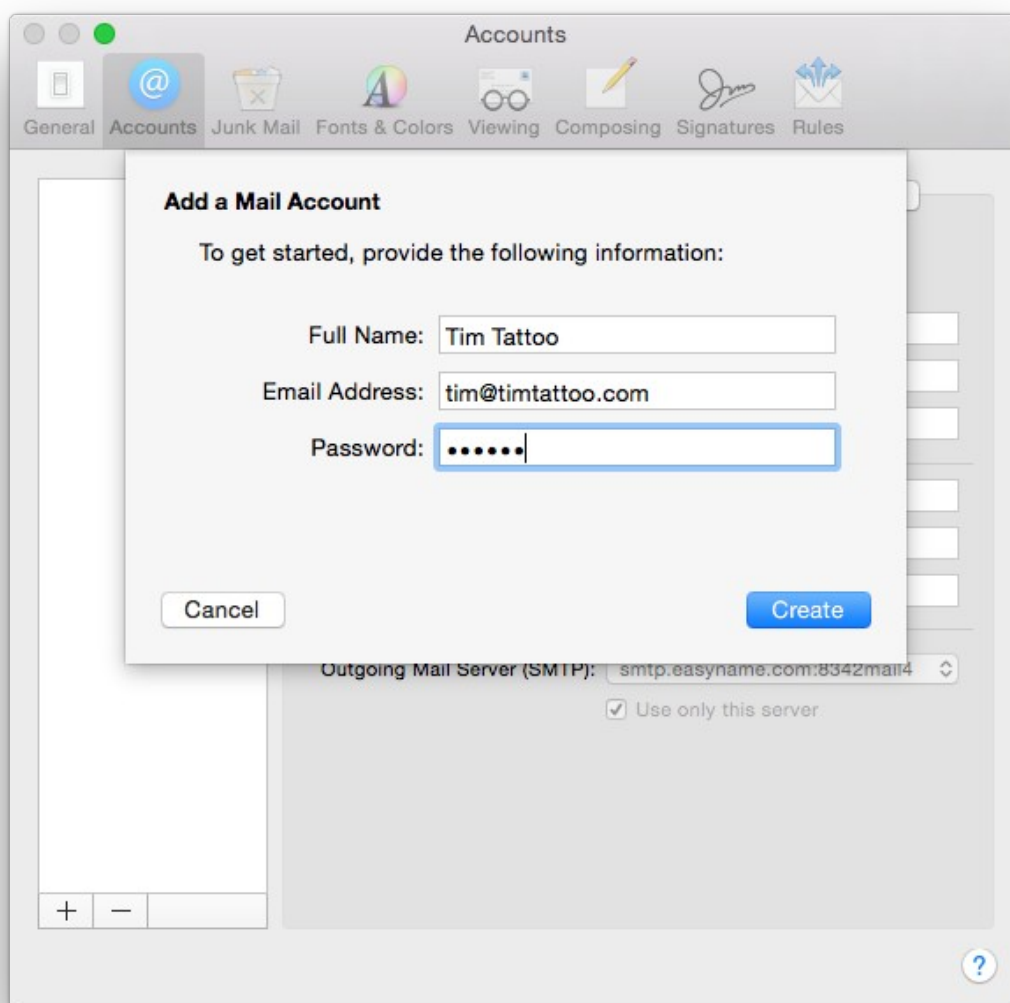 Accounts
General Accounts Junk Mail Fonts & Colors Viewing Composing Signatures Rules
Add a Mail Account
To get started, provide the following information:
Full Name: Tim Tattoo
Email Address: tim@timtattoo.com
Password: ••••••
Cancel Create
Outgoing Mail Server (SMTP): smtp.easyname.com:8342mail4
Use only this server
+ −
?